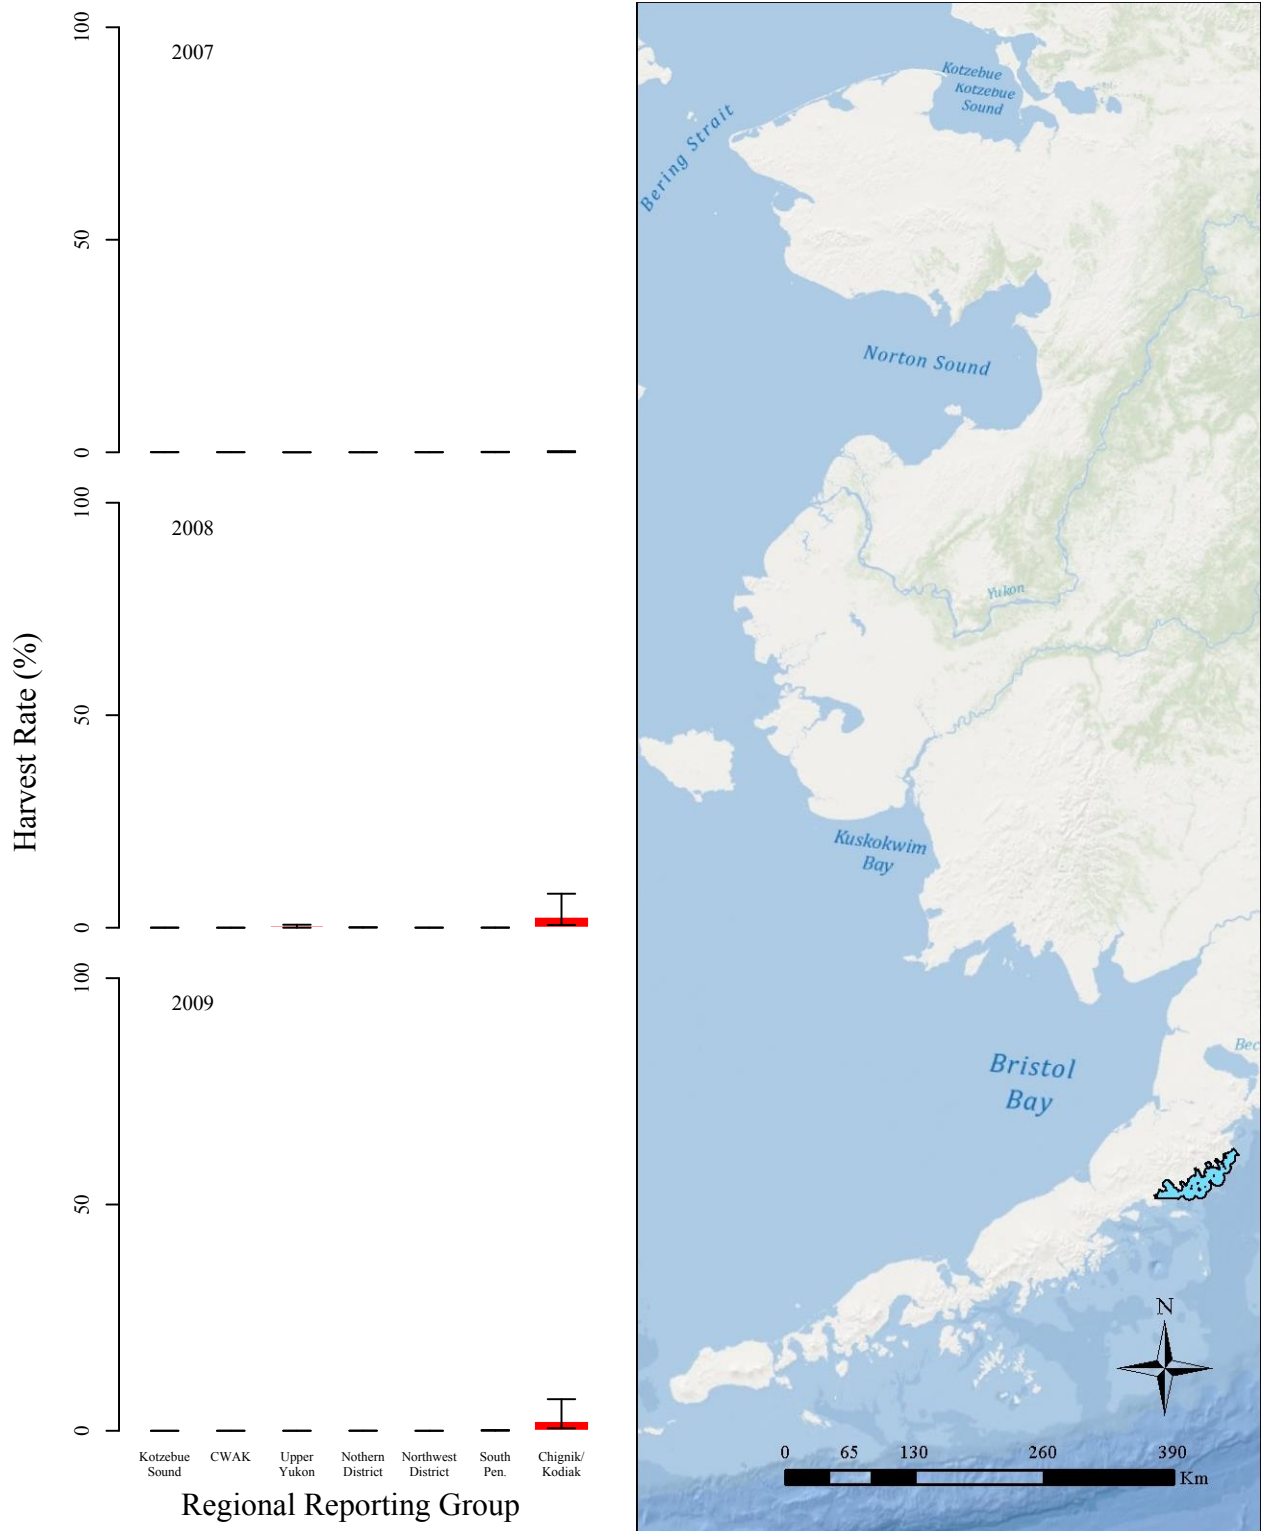 Harvest Rate (%)
100
2007
50
0
100
2008
50
0
100
2009
50
0
Kotzebue
Sound
CWAK
Upper
Yukon
Nothern
District
Northwest
District
South
Pen.
Chignik/
Kodiak
Regional Reporting Group
Kotzebue
Kotzebue
Sound
Bering Strait
Norton Sound
Yukon
Kuskokwim
Bay
Bec
Bristol
Bay
N
0 65 130 260 390
Km